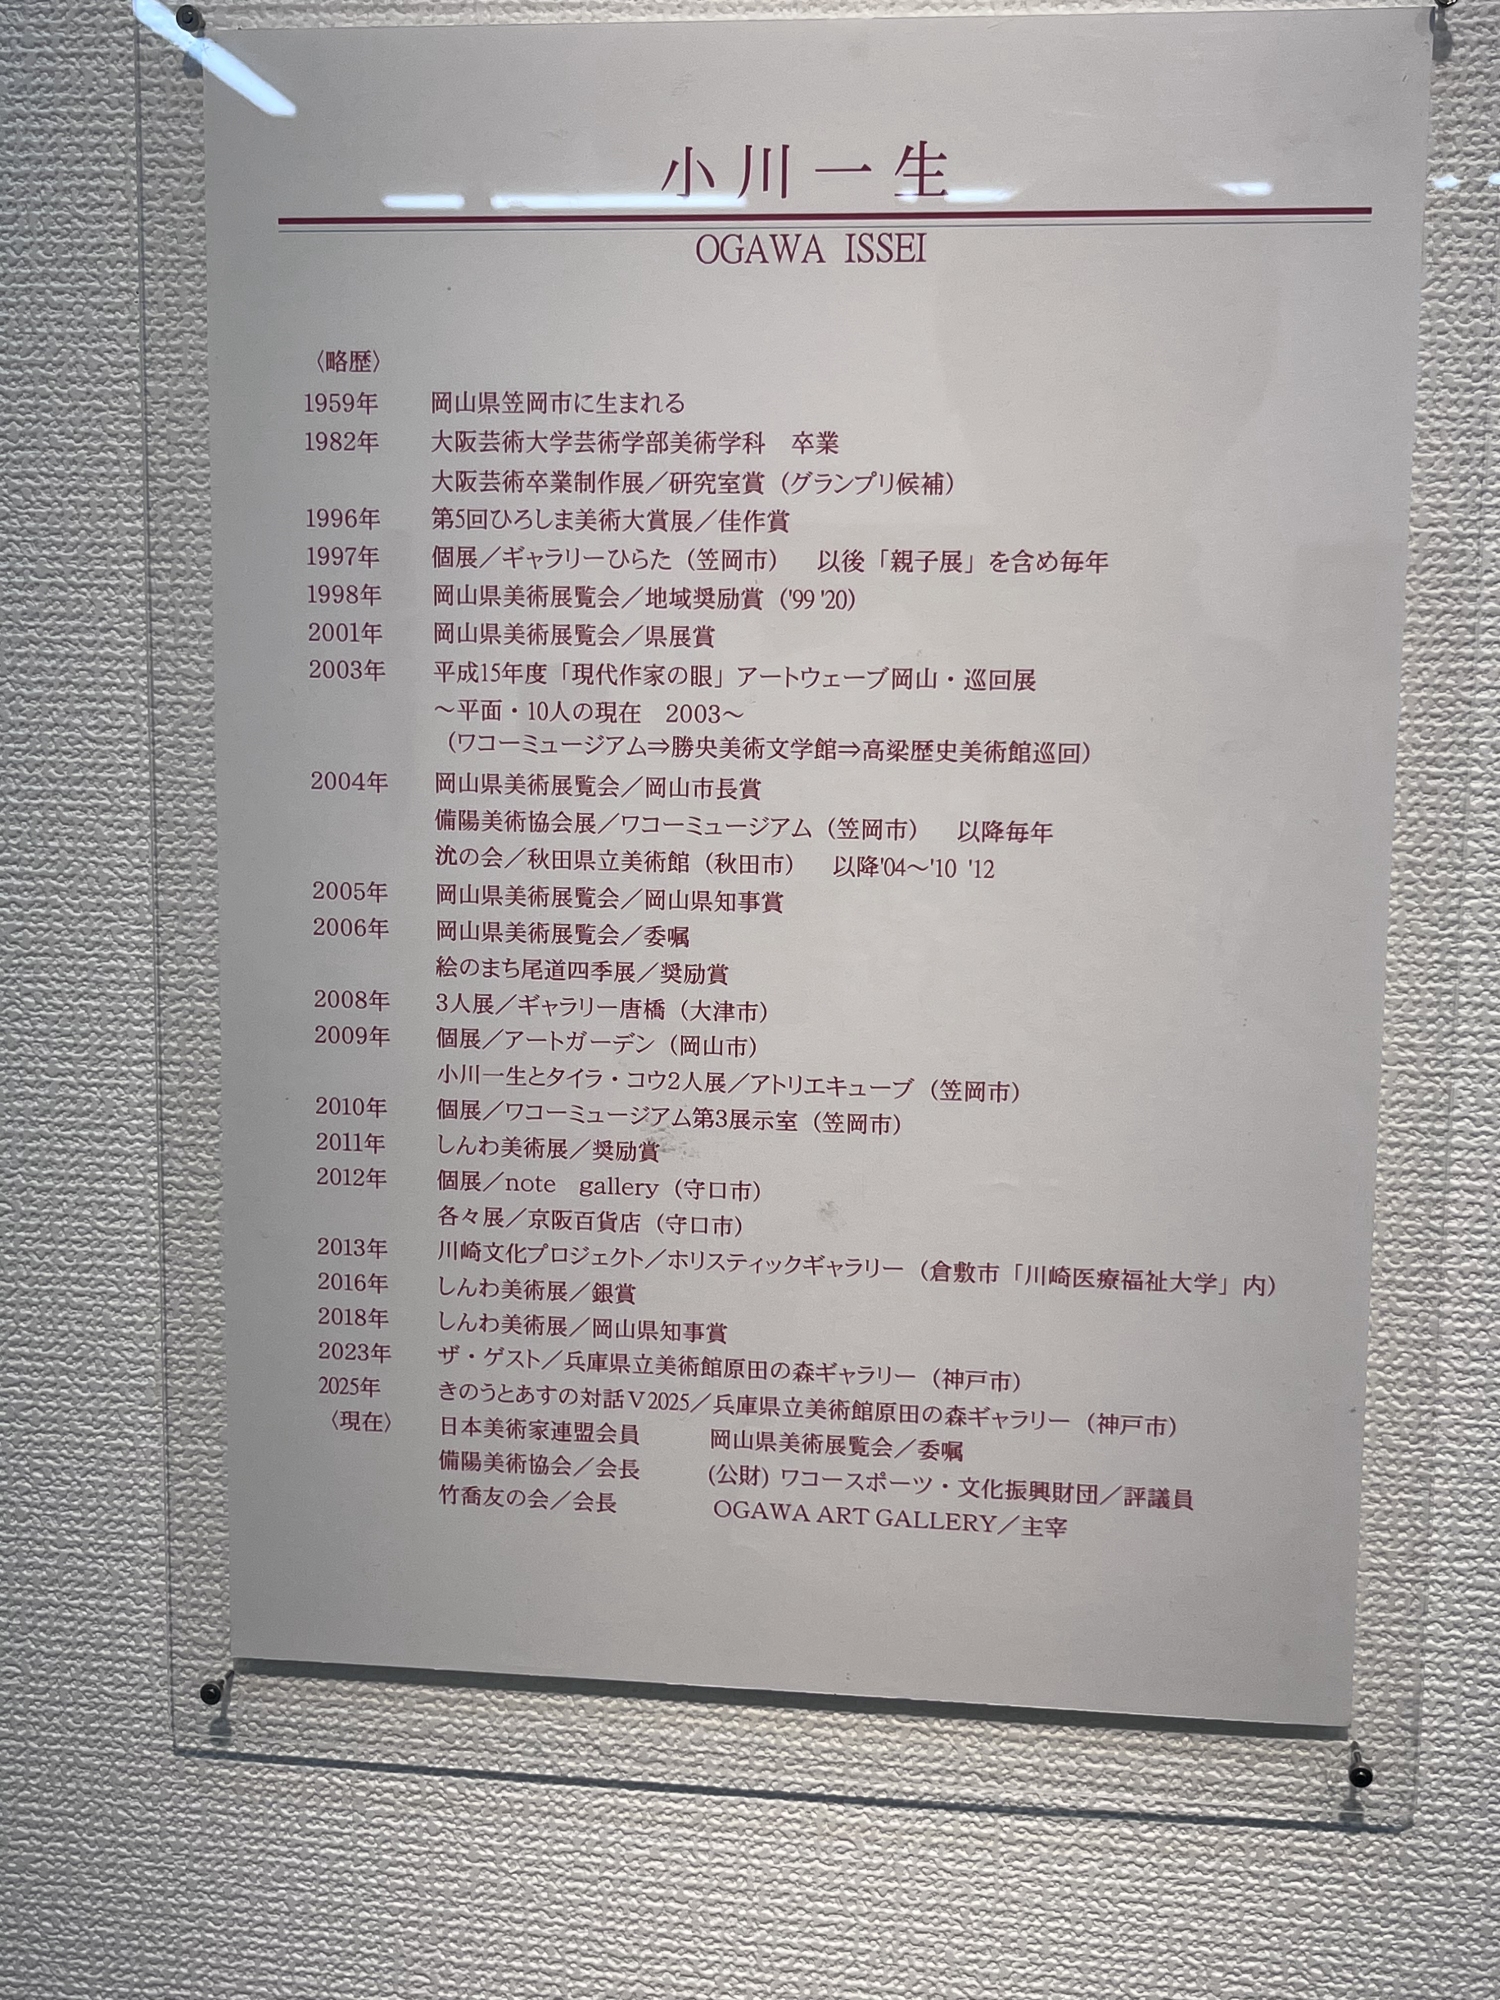 小川一生
OGAWA ISSEI
〈略歴〉
1959年 岡山県笠岡市に生まれる
1982年 大阪芸術大学芸術学部美術学科　卒業
大阪芸術卒業制作展／研究室賞（グランプリ候補）
1996年 第5回ひろしま美術大賞展／佳作賞
1997年 個展／ギャラリーひらた（笠岡市）　以後「親子展」を含め毎年
1998年 岡山県美術展覧会／地域奨励賞（'99 '20）
2001年 岡山県美術展覧会／県展賞
2003年 平成15年度「現代作家の眼」アートウェーブ岡山・巡回展
～平面・10人の現在　2003～
（ワコーミュージアム⇒勝央美術文学館⇒高梁歴史美術館巡回）
2004年 岡山県美術展覧会／岡山市長賞
備陽美術協会展／ワコーミュージアム（笠岡市）　以降毎年
沈の会／秋田県立美術館（秋田市）　以降'04～'10 '12
2005年 岡山県美術展覧会／岡山県知事賞
2006年 岡山県美術展覧会／委嘱
絵のまち尾道四季展／奨励賞
2008年 3人展／ギャラリー唐橋（大津市）
2009年 個展／アートガーデン（岡山市）
小川一生とタイラ・コウ2人展／アトリエキューブ（笠岡市）
2010年 個展／ワコーミュージアム第3展示室（笠岡市）
2011年 しんわ美術展／奨励賞
2012年 個展／note　gallery（守口市）
各々展／京阪百貨店（守口市）
2013年 川崎文化プロジェクト／ホリスティックギャラリー（倉敷市「川崎医療福祉大学」内）
2016年 しんわ美術展／銀賞
2018年 しんわ美術展／岡山県知事賞
2023年 ザ・ゲスト／兵庫県立美術館原田の森ギャラリー（神戸市）
2025年 きのうとあすの対話Ⅴ2025／兵庫県立美術館原田の森ギャラリー（神戸市）
〈現在〉 日本美術家連盟会員　岡山県美術展覧会／委嘱
備陽美術協会／会長　(公財) ワコースポーツ・文化振興財団／評議員
竹喬友の会／会長　OGAWA ART GALLERY／主宰